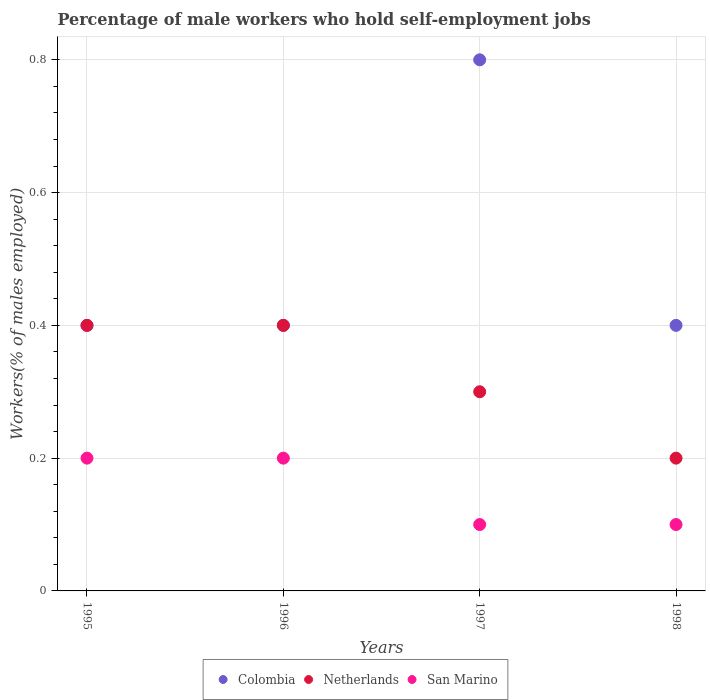 Percentage of male workers who hold self-employment jobs
Workers(% of males employed)
0.8
0.6
0.4
0.2
0
1995
1996
1997
1998
Years
Colombia
Netherlands
San Marino